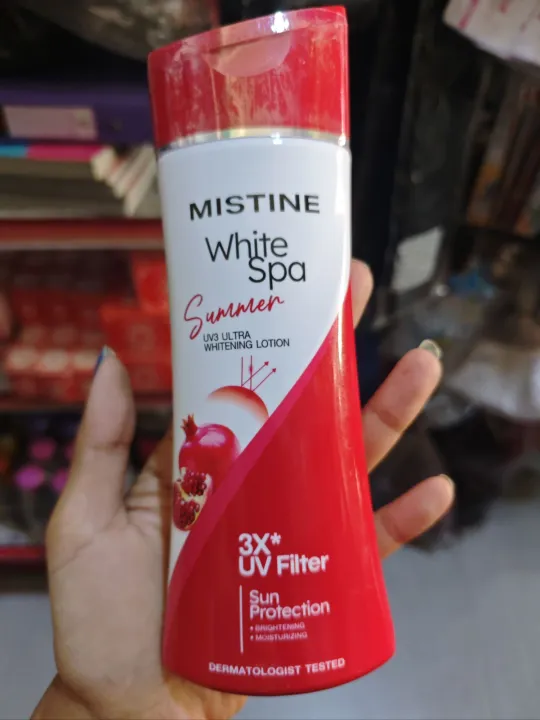 MISTINE
White
Spa
Summer
UV3 ULTRA
WHITENING LOTION
3X*
UV Filter
Sun
Protection
• BRIGHTENING
• MOISTURIZING
DERMATOLOGIST TESTED